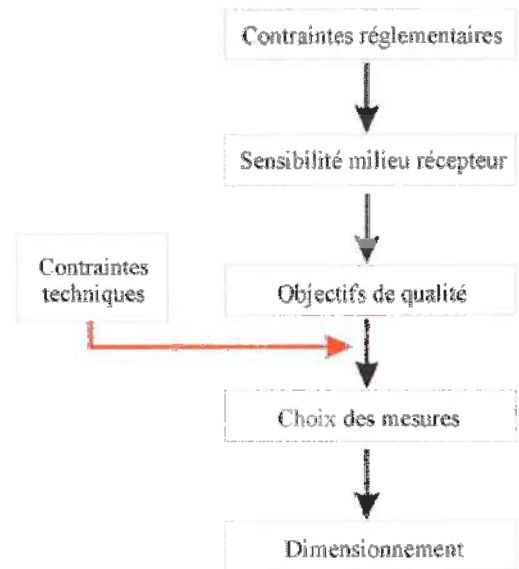 Contraintes réglementaires
Sensibilité milieu récepteur
Contraintes
techniques
Objectifs de qualité
Choix des mesures
Dimensionnement